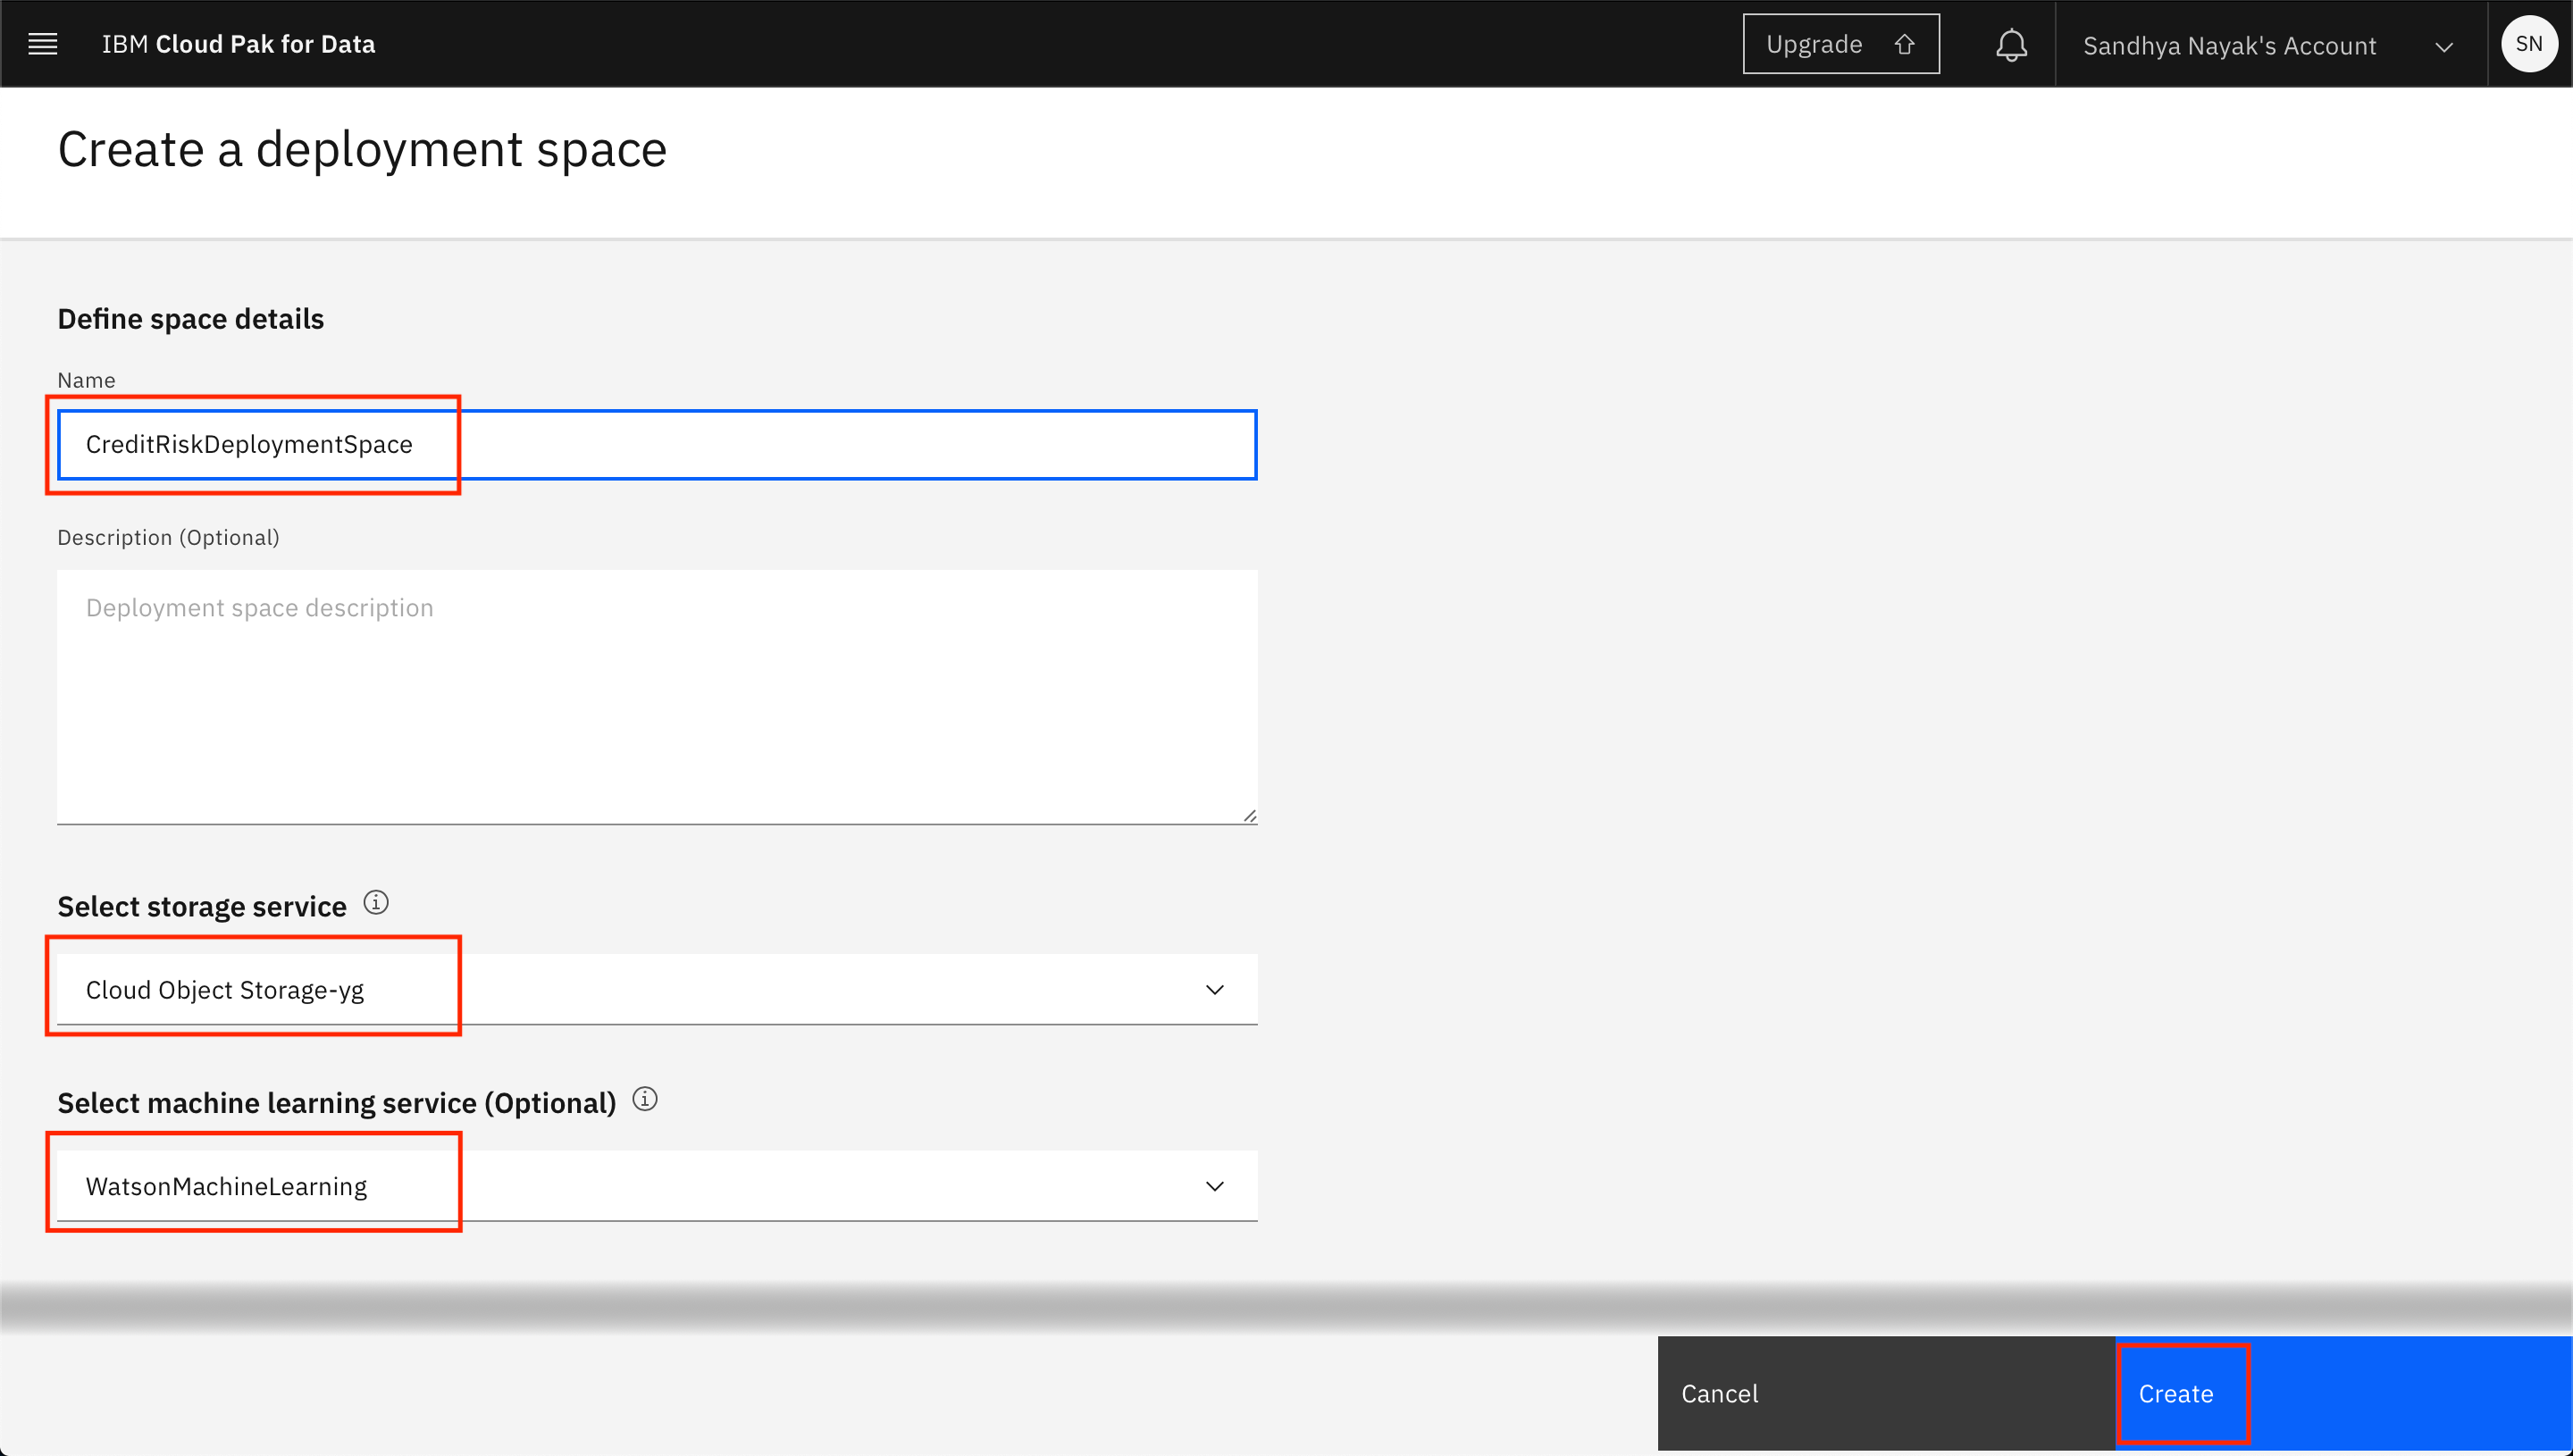 IBM Cloud Pak for Data
Upgrade
Sandhya Nayak's Account
SN
Create a deployment space
Define space details
Name
CreditRiskDeploymentSpace
Description (Optional)
Deployment space description
Select storage service
Cloud Object Storage-yg
Select machine learning service (Optional)
WatsonMachineLearning
Cancel
Create